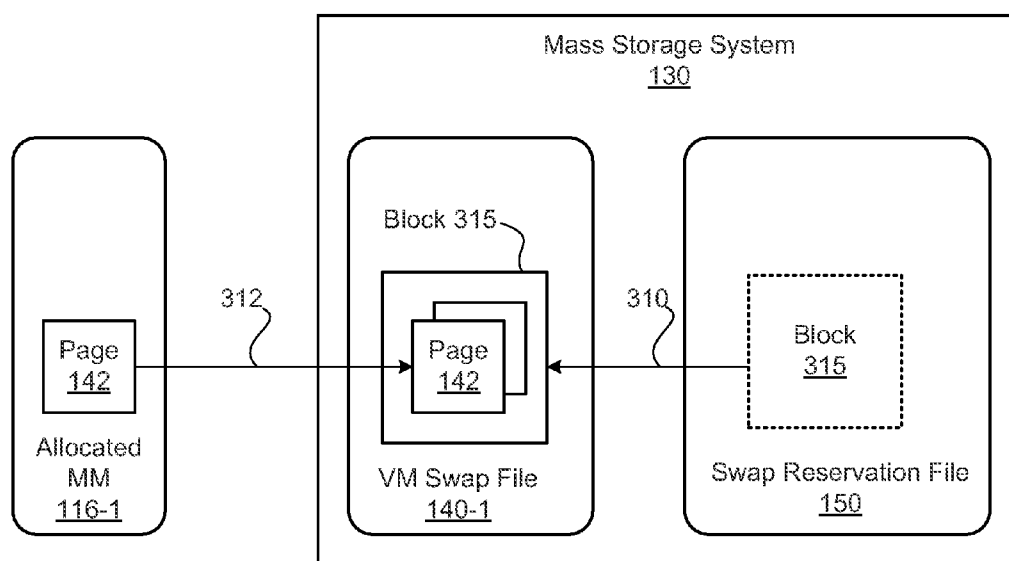 Mass Storage System
130
Block 315
312
310
Page
142
Page
142
Block
315
Allocated
MM
116-1
VM Swap File
140-1
Swap Reservation File
150